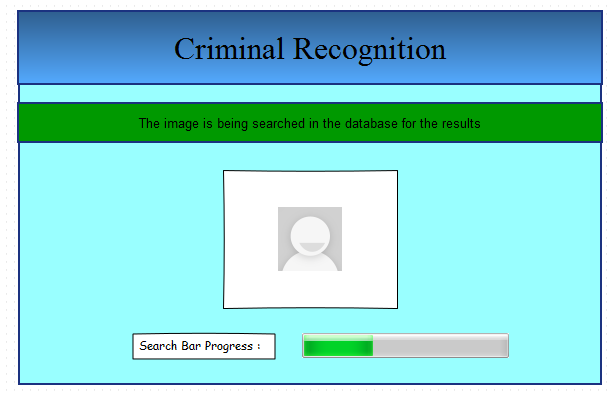 Criminal Recognition
The image is being searched in the database for the results
Search Bar Progress :